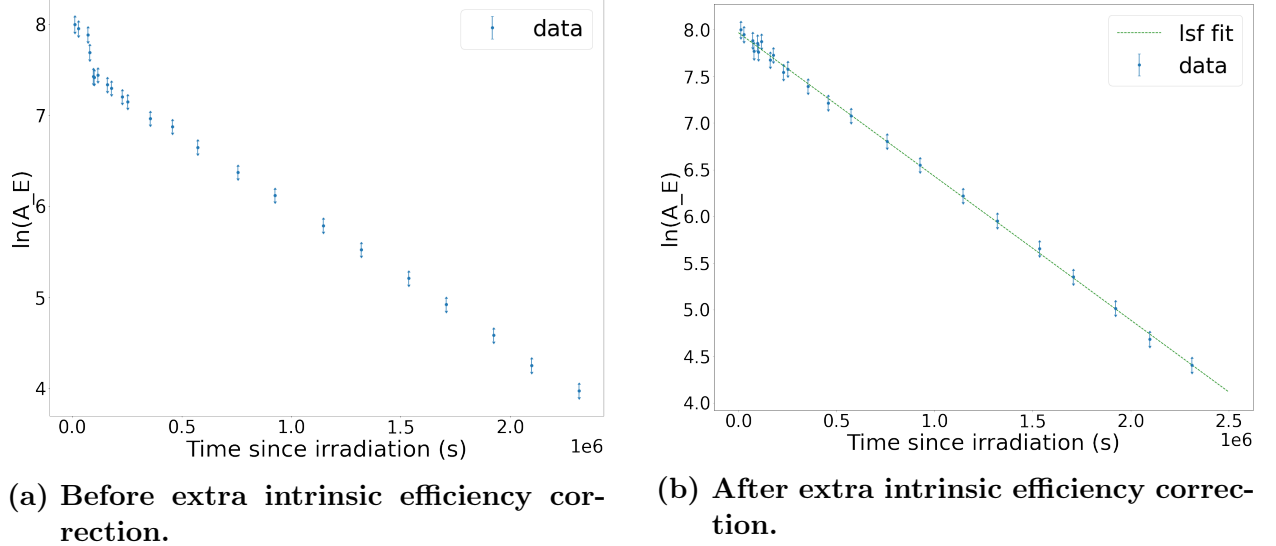 8
7
6
5
4
ln(A_E)
data
0.0 0.5 1.0 1.5 2.0
1e6
Time since irradiation (s)
(a) Before extra intrinsic efficiency cor-
rection.
8.0
7.5
7.0
6.5
6.0
5.5
5.0
4.5
4.0
ln(A_E)
lsf fit
data
0.0 0.5 1.0 1.5 2.0 2.5
1e6
Time since irradiation (s)
(b) After extra intrinsic efficiency correc-
tion.